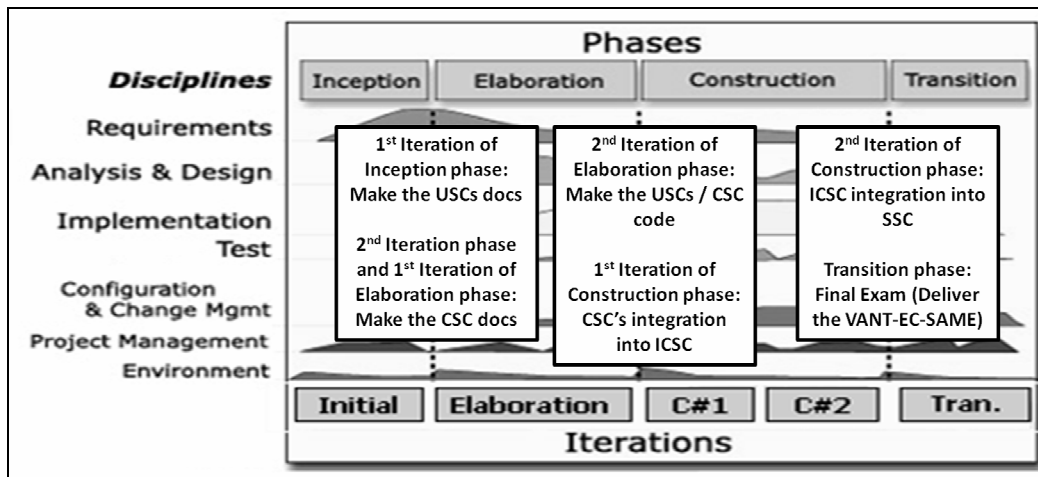 Phases
Disciplines
Inception
Elaboration
Construction
Transition
Requirements
Analysis & Design
Implementation
Test
Configuration
& Change Mgmt
Project Management
Environment
1st Iteration of
Inception phase:
Make the USCs docs
2nd Iteration phase
and 1st Iteration of
Elaboration phase:
Make the CSC docs
2nd Iteration of
Elaboration phase:
Make the USCs / CSC
code
1st Iteration of
Construction phase:
CSC's integration
into ICSC
2nd Iteration of
Construction phase:
ICSC integration into
SSC
Transition phase:
Final Exam (Deliver
the VANT-EC-SAME)
Initial
Elaboration
C#1
C#2
Tran.
Iterations